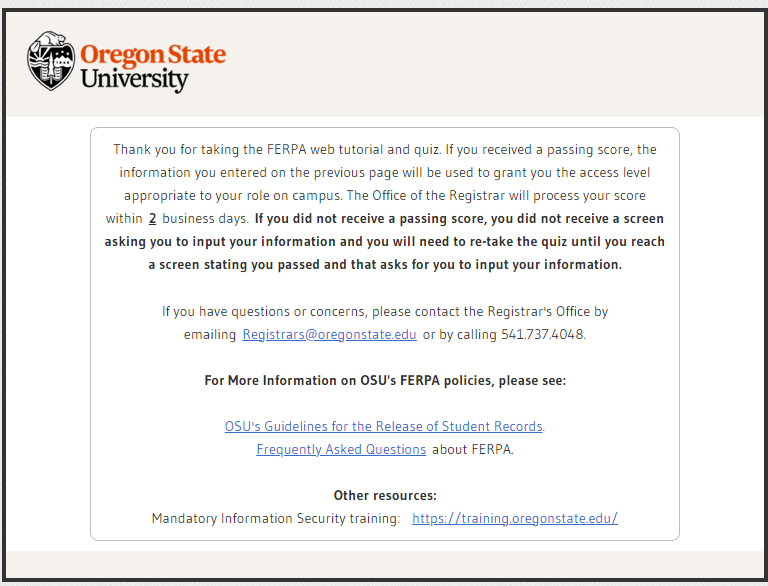 Oregon State
University
Thank you for taking the FERPA web tutorial and quiz. If you received a passing score, the
information you entered on the previous page will be used to grant you the access level
appropriate to your role on campus. The Office of the Registrar will process your score
within 2 business days. If you did not receive a passing score, you did not receive a screen
asking you to input your information and you will need to re-take the quiz until you reach
a screen stating you passed and that asks for you to input your information.
If you have questions or concerns, please contact the Registrar's Office by
emailing Registrars@oregonstate.edu or by calling 541.737.4048.
For More Information on OSU's FERPA policies, please see:
OSU's Guidelines for the Release of Student Records.
Frequently Asked Questions about FERPA.
Other resources:
Mandatory Information Security training: https://training.oregonstate.edu/